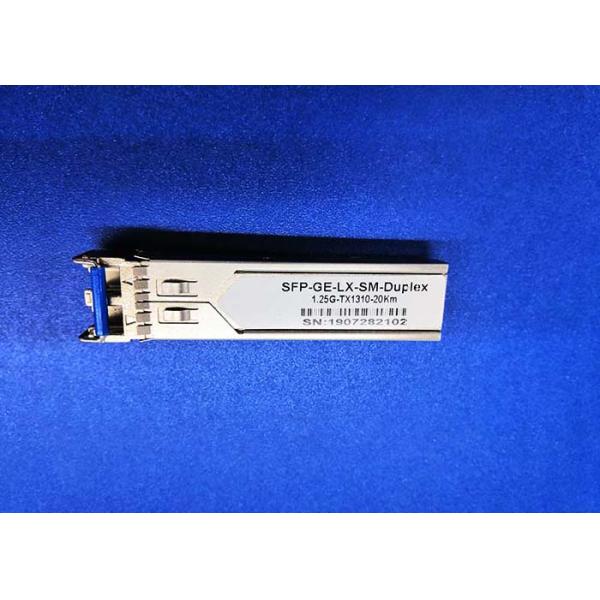 SFP-GE-LX-SM-Duplex
1.25G-TX1310-20Km
SN:1907282102